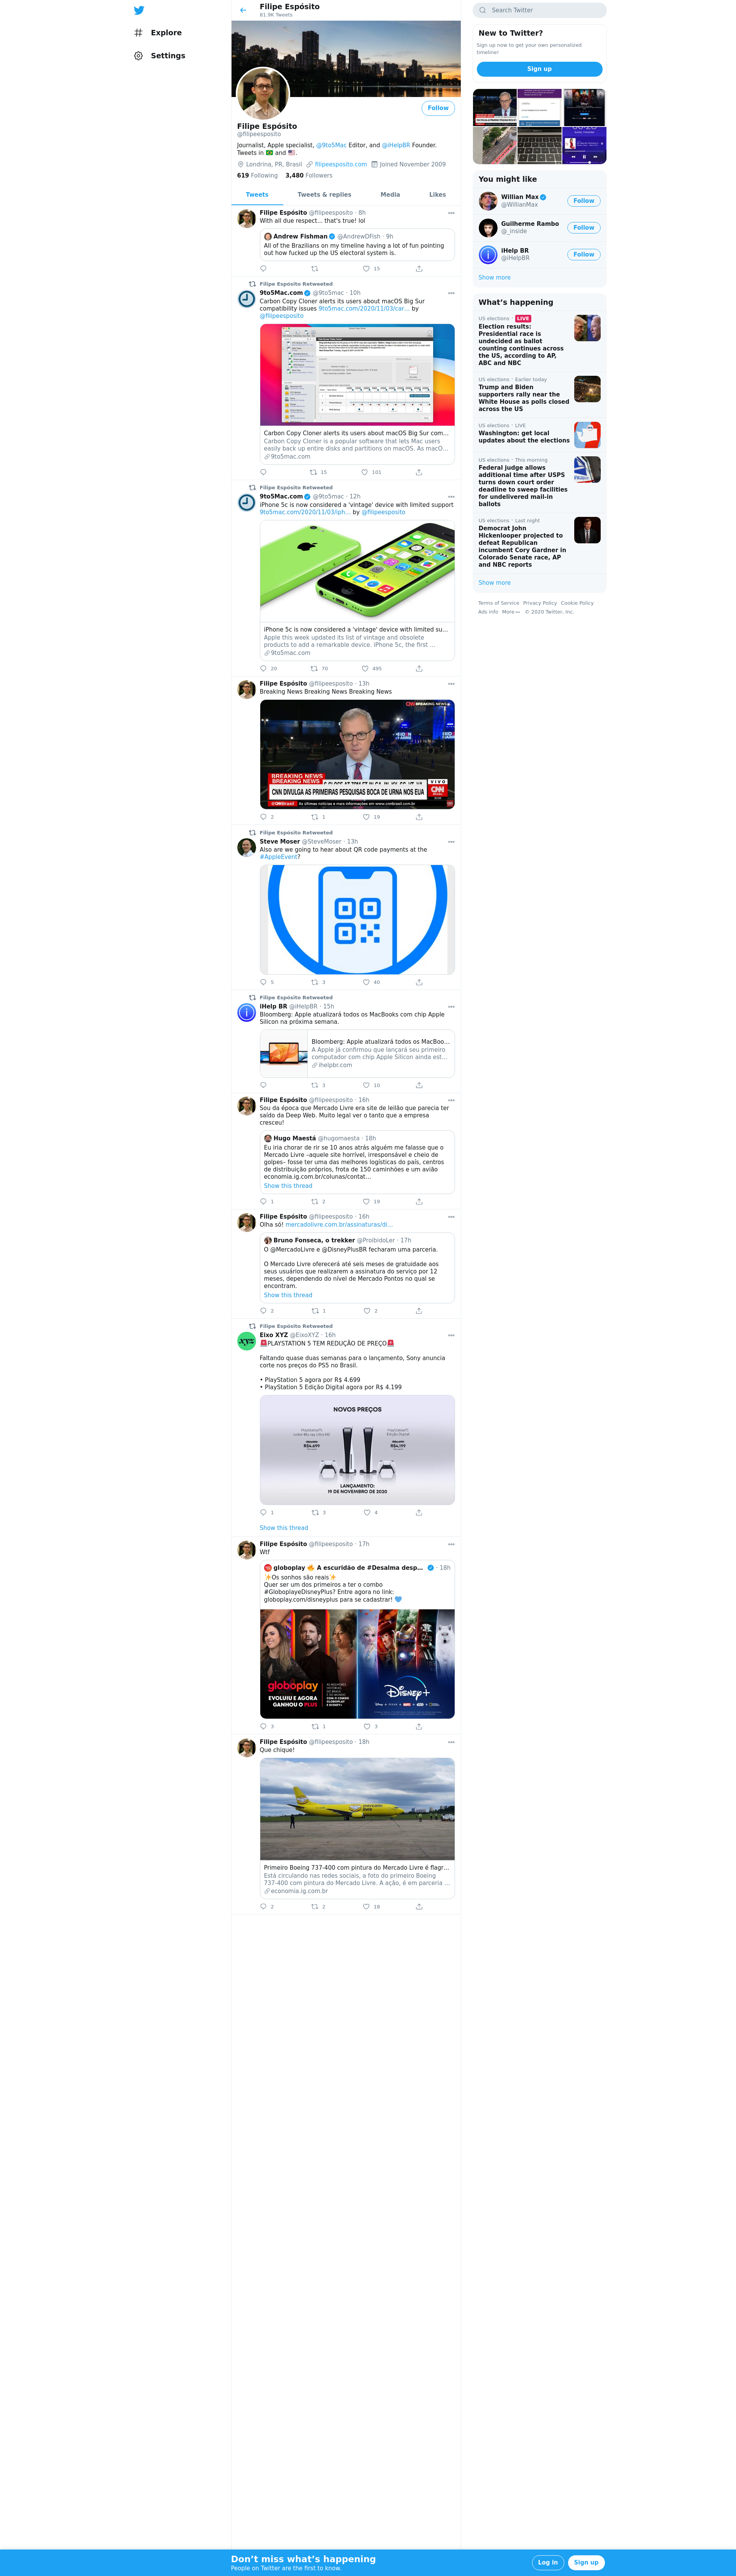 Explore
Settings
Filipe Espósito
81.9K Tweets
Follow
Filipe Espósito
@filipeesposito
Journalist, Apple specialist, @9to5Mac Editor, and @iHelpBR Founder.
Tweets in 🇧🇷 and 🇺🇸.
Londrina, PR, Brasil filipeesposito.com Joined November 2009
619 Following 3,480 Followers
Tweets Tweets & replies Media Likes
Filipe Espósito @filipeesposito · 8h
With all due respect... that's true! lol
Andrew Fishman @AndrewDFish · 9h
All of the Brazilians on my timeline having a lot of fun pointing
out how fucked up the US electoral system is.
15
Filipe Espósito Retweeted
9to5Mac.com @9to5mac · 10h
Carbon Copy Cloner alerts its users about macOS Big Sur
compatibility issues 9to5mac.com/2020/11/03/car… by
@filipeesposito
Carbon Copy Cloner alerts its users about macOS Big Sur com…
Carbon Copy Cloner is a popular software that lets Mac users
easily back up entire disks and partitions on macOS. As macO…
9to5mac.com
15 101
Filipe Espósito Retweeted
9to5Mac.com @9to5mac · 12h
iPhone 5c is now considered a 'vintage' device with limited support
9to5mac.com/2020/11/03/iph… by @filipeesposito
iPhone 5c is now considered a 'vintage' device with limited su…
Apple this week updated its list of vintage and obsolete
products to add a remarkable device. iPhone 5c, the first …
9to5mac.com
20 70 495
Filipe Espósito @filipeesposito · 13h
Breaking News Breaking News Breaking News
CNN BREAKING NEWS
BREAKING NEWS
BREAKING NEWS
VIVO
CNN DIVULGA AS PRIMEIRAS PESQUISAS BOCA DE URNA NOS EUA
CNN
@CNNBrasil As últimas notícias e mais informações em www.cnnbrasil.com.br
2 1 19
Filipe Espósito Retweeted
Steve Moser @SteveMoser · 13h
Also are we going to hear about QR code payments at the
#AppleEvent?
5 3 40
Filipe Espósito Retweeted
iHelp BR @iHelpBR · 15h
Bloomberg: Apple atualizará todos os MacBooks com chip Apple
Silicon na próxima semana.
Bloomberg: Apple atualizará todos os MacBoo…
A Apple já confirmou que lançará seu primeiro
computador com chip Apple Silicon ainda est…
ihelpbr.com
3 10
Filipe Espósito @filipeesposito · 16h
Sou da época que Mercado Livre era site de leilão que parecia ter
saído da Deep Web. Muito legal ver o tanto que a empresa
cresceu!
Hugo Maestá @hugomaesta · 18h
Eu iria chorar de rir se 10 anos atrás alguém me falasse que o
Mercado Livre –aquele site horrível, irresponsável e cheio de
golpes– fosse ter uma das melhores logísticas do país, centros
de distribuição próprios, frota de 150 caminhões e um avião
economia.ig.com.br/colunas/contat…
Show this thread
1 2 19
Filipe Espósito @filipeesposito · 16h
Olha só! mercadolivre.com.br/assinaturas/di…
Bruno Fonseca, o trekker @ProibidoLer · 17h
O @MercadoLivre e @DisneyPlusBR fecharam uma parceria.
O Mercado Livre oferecerá até seis meses de gratuidade aos
seus usuários que realizarem a assinatura do serviço por 12
meses, dependendo do nível de Mercado Pontos no qual se
encontram.
Show this thread
2 1 2
Filipe Espósito Retweeted
xyz
Eixo XYZ @EixoXYZ · 16h
🚨PLAYSTATION 5 TEM REDUÇÃO DE PREÇO🚨
Faltando quase duas semanas para o lançamento, Sony anuncia
corte nos preços do PS5 no Brasil.
• PlayStation 5 agora por R$ 4.699
• PlayStation 5 Edição Digital agora por R$ 4.199
NOVOS PREÇOS
R$4.699
R$4.199
LANÇAMENTO:
19 DE NOVEMBRO DE 2020
1 3 4
Show this thread
Filipe Espósito @filipeesposito · 17h
Wtf
globoplay 🔥 A escuridão de #Desalma desp… · 18h
✨Os sonhos são reais✨
Quer ser um dos primeiros a ter o combo
#GloboplayeDisneyPlus? Entre agora no link:
globoplay.com/disneyplus para se cadastrar! 💙
globoplay
EVOLUIU E AGORA
GANHOU O PLUS
Disney+
3 1 3
Filipe Espósito @filipeesposito · 18h
Que chique!
Primeiro Boeing 737-400 com pintura do Mercado Livre é flagr…
Está circulando nas redes sociais, a foto do primeiro Boeing
737-400 com pintura do Mercado Livre. A ação, é em parceria …
economia.ig.com.br
2 2 18
Search Twitter
New to Twitter?
Sign up now to get your own personalized
timeline!
Sign up
You might like
Willian Max
@WillianMax
Follow
Guilherme Rambo
@_inside
Follow
iHelp BR
@iHelpBR
Follow
Show more
What's happening
US elections · LIVE
Election results:
Presidential race is
undecided as ballot
counting continues across
the US, according to AP,
ABC and NBC
US elections · Earlier today
Trump and Biden
supporters rally near the
White House as polls closed
across the US
US elections · LIVE
Washington: get local
updates about the elections
US elections · This morning
Federal judge allows
additional time after USPS
turns down court order
deadline to sweep facilities
for undelivered mail-in
ballots
US elections · Last night
Democrat John
Hickenlooper projected to
defeat Republican
incumbent Cory Gardner in
Colorado Senate race, AP
and NBC reports
Show more
Terms of Service Privacy Policy Cookie Policy
Ads info More ··· © 2020 Twitter, Inc.
Don't miss what's happening
People on Twitter are the first to know.
Log in Sign up